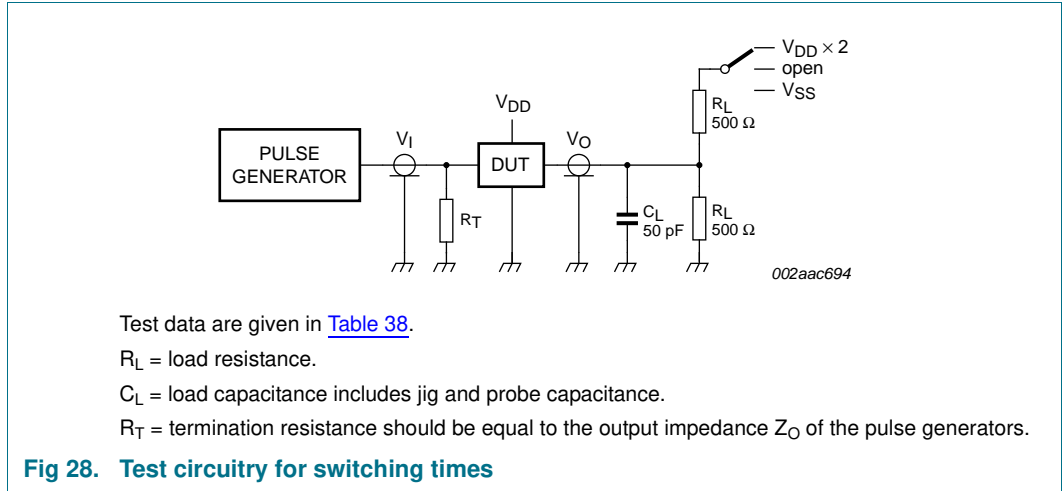 V_DD × 2
open
V_SS
R_L
500 Ω
V_DD
V_I
V_O
PULSE
GENERATOR
DUT
R_T
C_L
50 pF
R_L
500 Ω
002aac694
Test data are given in Table 38.
R_L = load resistance.
C_L = load capacitance includes jig and probe capacitance.
R_T = termination resistance should be equal to the output impedance Z_O of the pulse generators.
Fig 28. Test circuitry for switching times